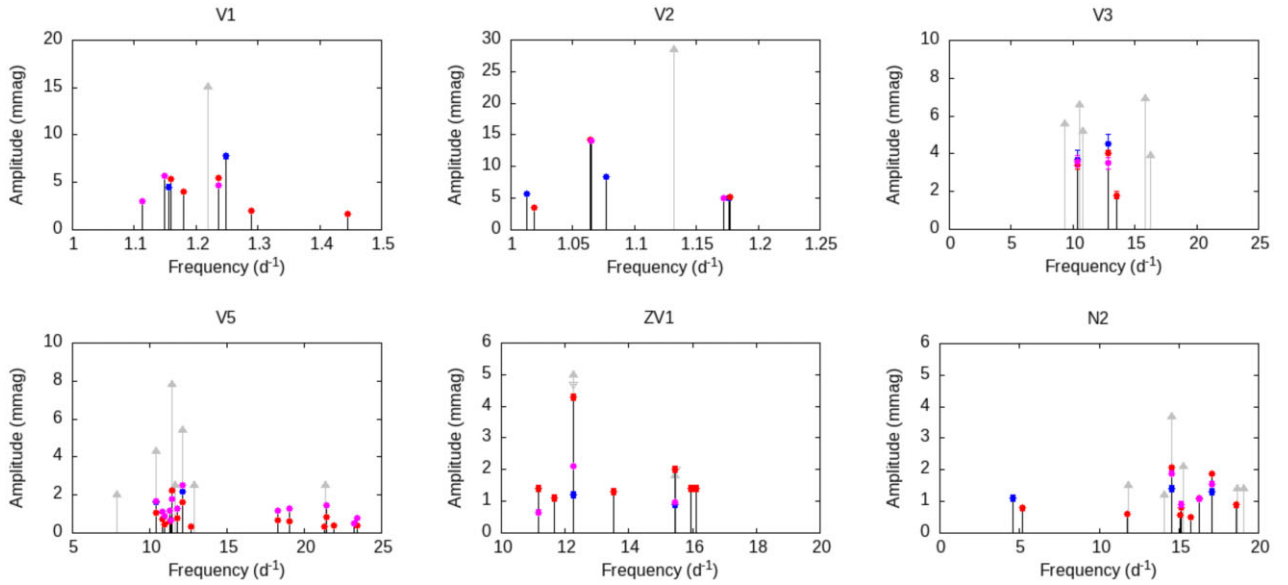 V1
20
15
10
5
0
Amplitude (mmag)
1 1.1 1.2 1.3 1.4 1.5
Frequency (d-1)
V2
30
25
20
15
10
5
0
Amplitude (mmag)
1 1.05 1.1 1.15 1.2 1.25
Frequency (d-1)
V3
10
8
6
4
2
0
Amplitude (mmag)
0 5 10 15 20 25
Frequency (d-1)
V5
10
8
6
4
2
0
Amplitude (mmag)
5 10 15 20 25
Frequency (d-1)
ZV1
6
5
4
3
2
1
0
Amplitude (mmag)
10 12 14 16 18 20
Frequency (d-1)
N2
6
5
4
3
2
1
0
Amplitude (mmag)
0 5 10 15 20
Frequency (d-1)